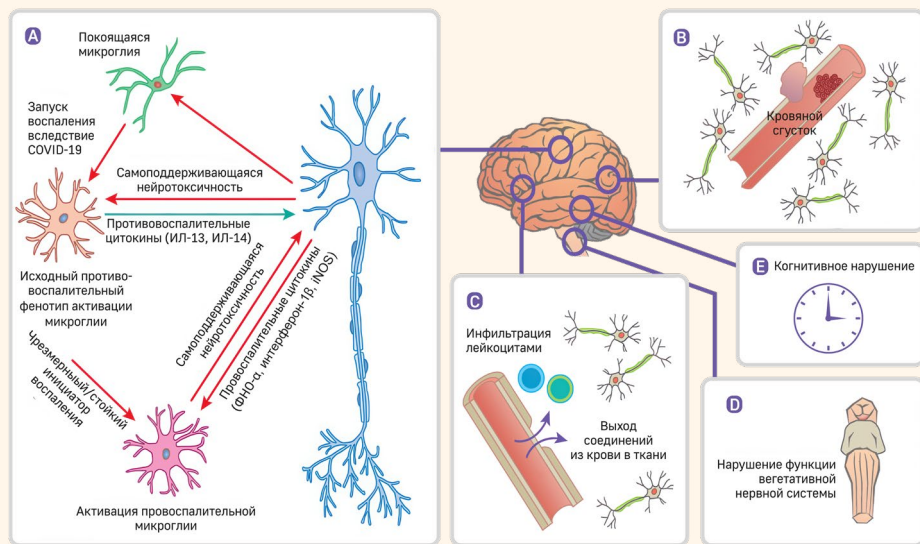 A
Покоящаяся
микроглия
Запуск
воспаления
вследствие
COVID-19
Самоподдерживающаяся
нейротоксичность
Противовоспалительные
цитокины (ИЛ-13, ИЛ-14)
Исходный противо-
воспалительный
фенотип активации
микроглии
Самоподдерживающаяся
нейротоксичность
Провоспалительные цитокины
(ФНО-α, интерферон-1β, iNOS)
Чрезмерный/стойкий
инициатор
воспаления
Активация провоспалительной
микроглии
B
Кровяной
сгусток
C
Инфильтрация
лейкоцитами
Выход
соединений
из крови в ткани
E Когнитивное нарушение
D
Нарушение функции
вегетативной
нервной системы